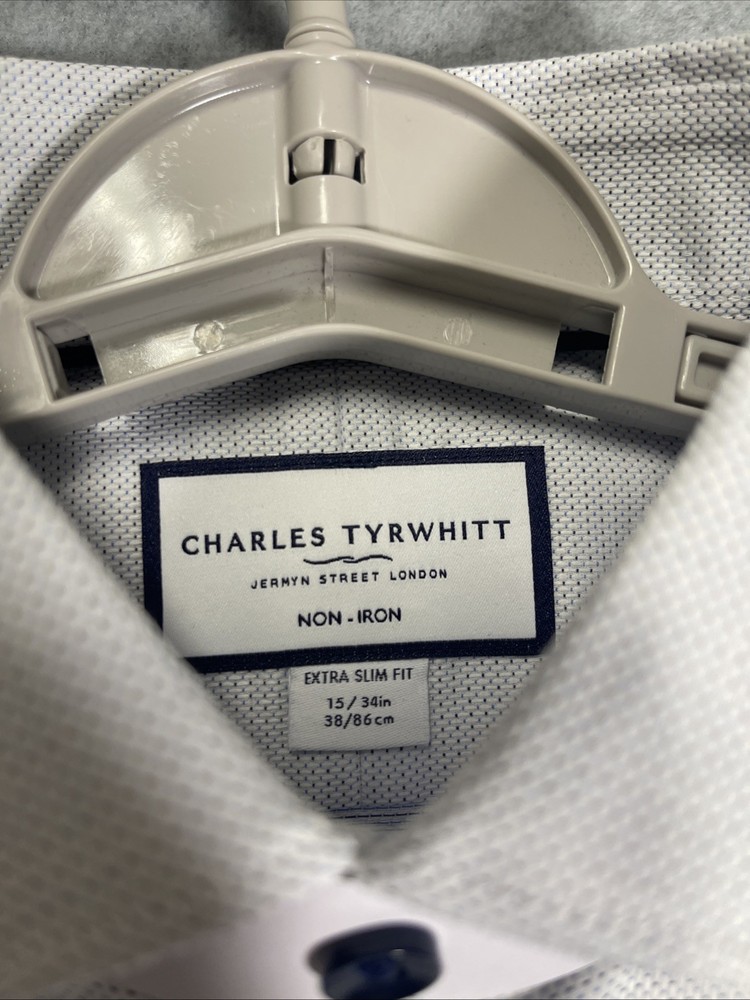 CHARLES TYRWHITT
JERMYN STREET LONDON
NON - IRON
EXTRA SLIM FIT
15/34in
38/86cm